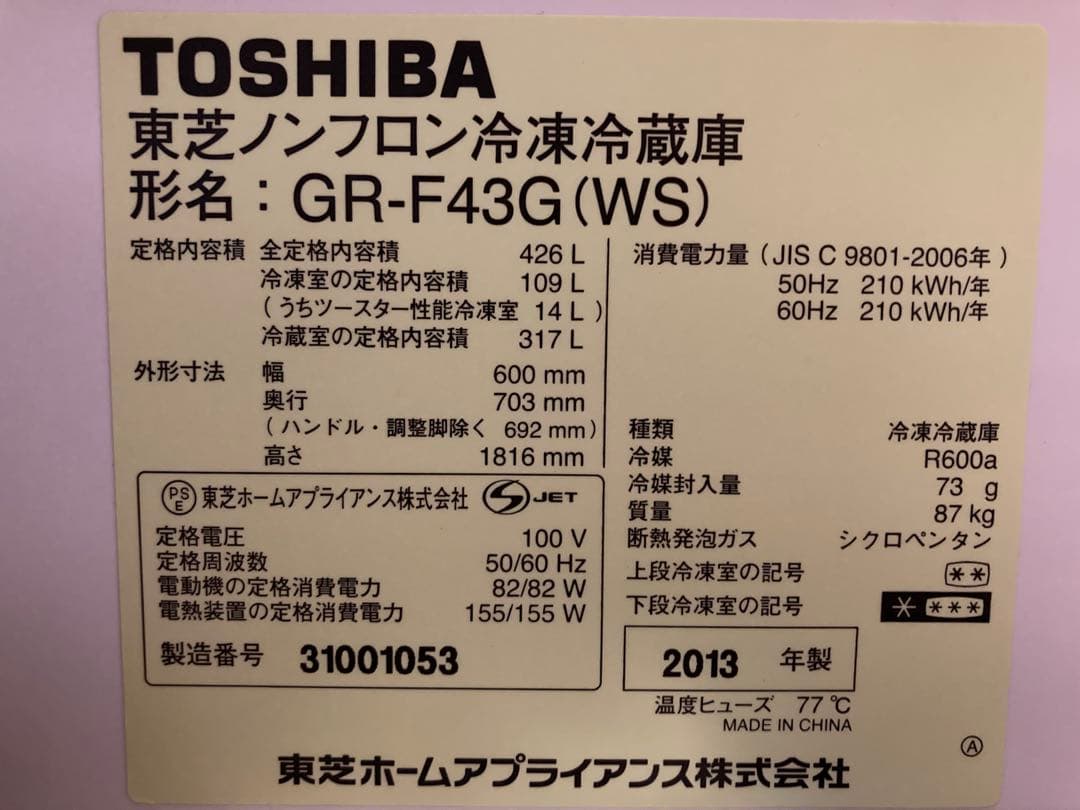 TOSHIBA
東芝ノンフロン冷凍冷蔵庫
形名：GR-F43G(WS)
定格内容積 全定格内容積 426 L
冷凍室の定格内容積 109 L
(うちツースター性能冷凍室 14 L)
冷蔵室の定格内容積 317 L
外形寸法 幅 600 mm
奥行 703 mm
(ハンドル・調整脚除く 692 mm)
高さ 1816 mm
消費電力量 (JIS C 9801-2006年)
50Hz 210 kWh/年
60Hz 210 kWh/年
種類 冷凍冷蔵庫
冷媒 R600a
冷媒封入量 73 g
質量 87 kg
断熱発泡ガス シクロペンタン
上段冷凍室の記号 **
下段冷凍室の記号 * ***
PSE 東芝ホームアプライアンス株式会社 S JET
定格電圧 100 V
定格周波数 50/60 Hz
電動機の定格消費電力 82/82 W
電熱装置の定格消費電力 155/155 W
製造番号 31001053
2013 年製
温度ヒューズ 77℃
MADE IN CHINA
Ⓐ
東芝ホームアプライアンス株式会社